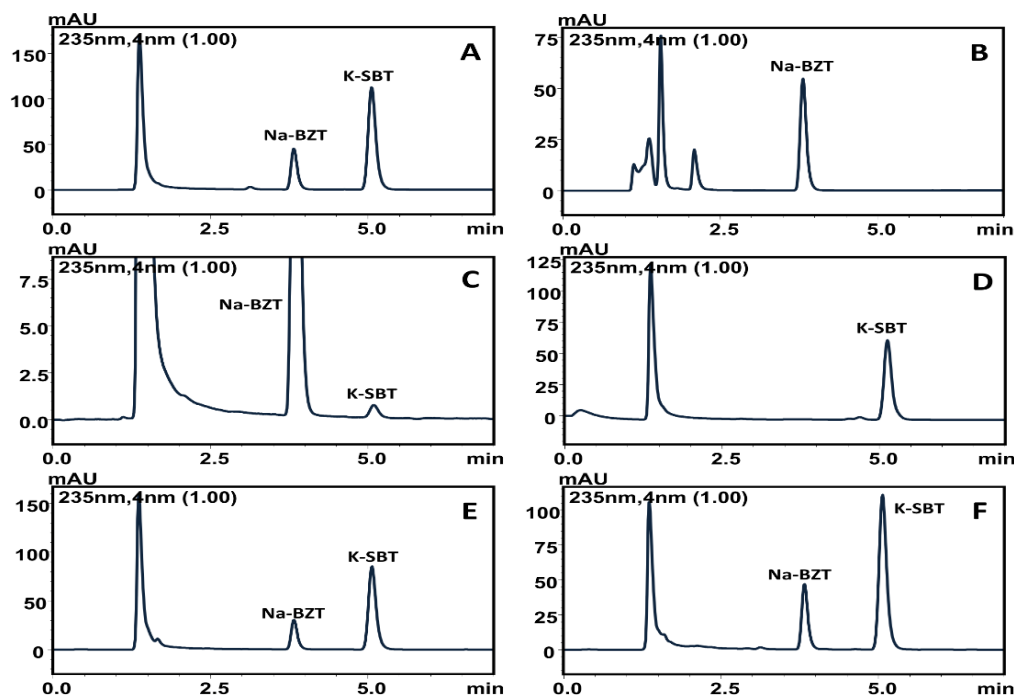 mAU
235nm,4nm (1.00)
A
150
100
50
0
Na-BZT
K-SBT
0.0 2.5 5.0 min
mAU
235nm,4nm (1.00)
B
75
50
25
0
Na-BZT
0.0 2.5 5.0 min
mAU
235nm,4nm (1.00)
C
7.5
5.0
2.5
0.0
Na-BZT
K-SBT
0.0 2.5 5.0 min
mAU
235nm,4nm (1.00)
D
125
100
75
50
25
0
K-SBT
0.0 2.5 5.0 min
mAU
235nm,4nm (1.00)
E
150
100
50
0
Na-BZT
K-SBT
0.0 2.5 5.0 min
mAU
235nm,4nm (1.00)
F
100
75
50
25
0
Na-BZT
K-SBT
0.0 2.5 5.0 min